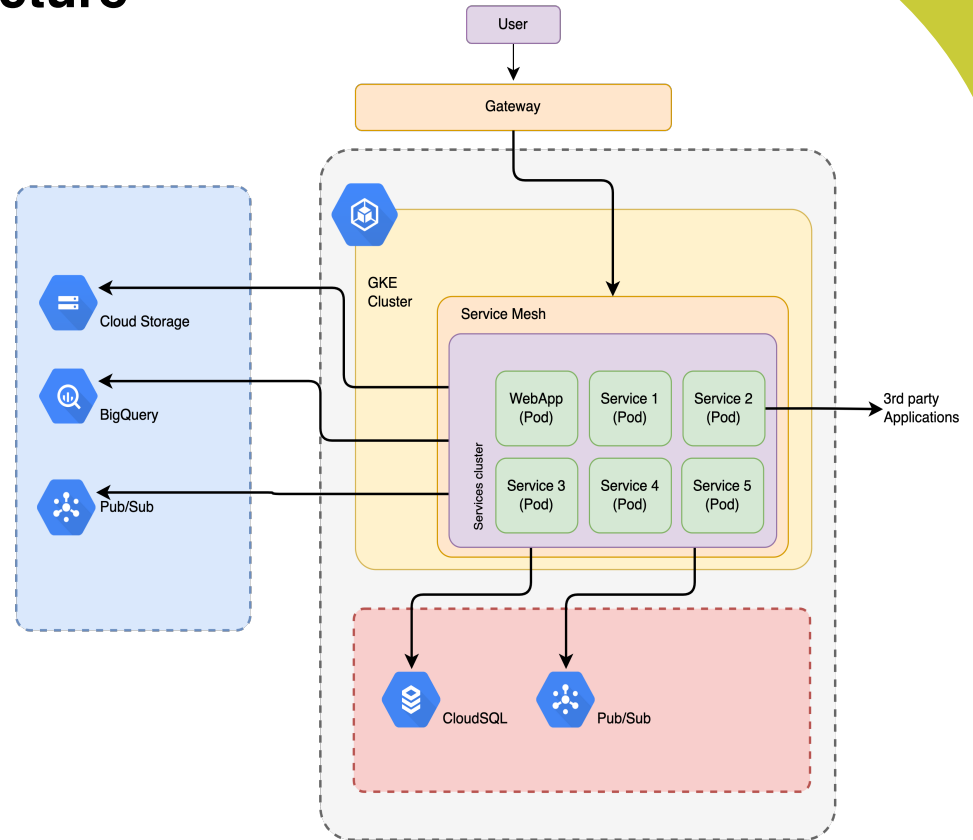 User
Gateway
GKE
Cluster
Service Mesh
Cloud Storage
BigQuery
Pub/Sub
Services cluster
WebApp
(Pod)
Service 1
(Pod)
Service 2
(Pod)
Service 3
(Pod)
Service 4
(Pod)
Service 5
(Pod)
3rd party
Applications
CloudSQL
Pub/Sub